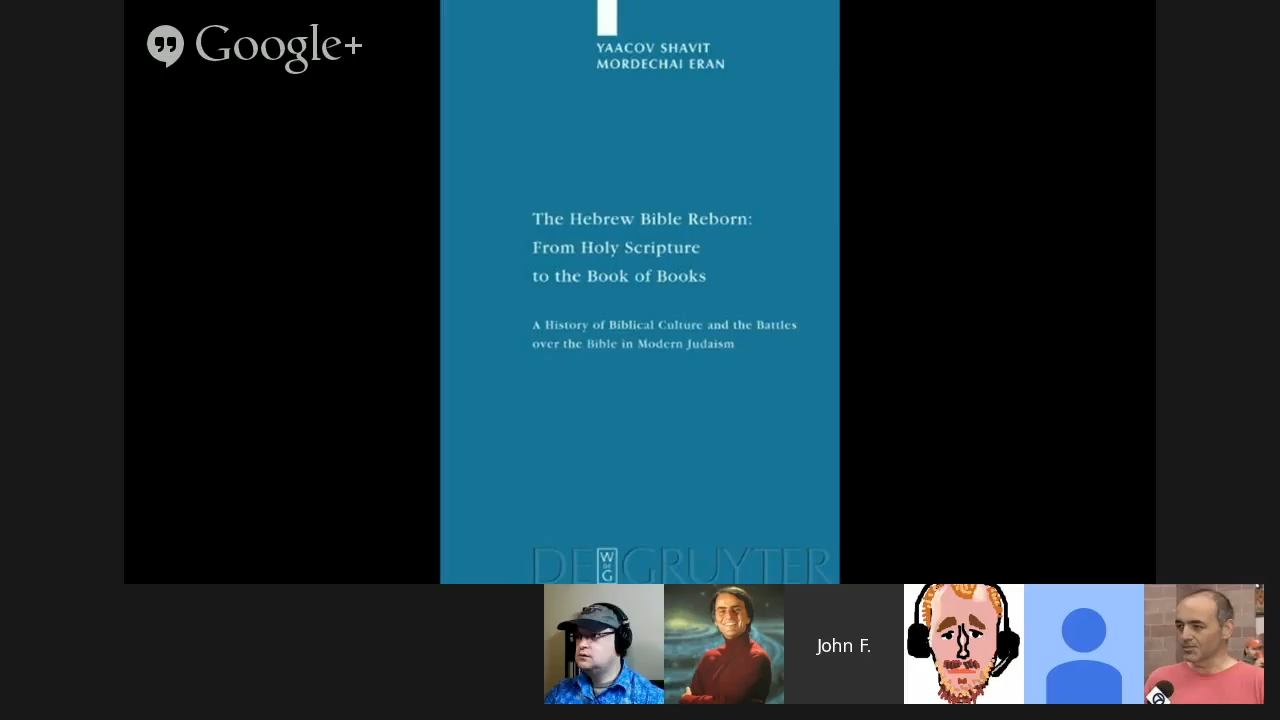 Google+
YAACOV SHAVIT
MORDECHAI ERAN
The Hebrew Bible Reborn:
From Holy Scripture
to the Book of Books
A History of Biblical Culture and the Battles
over the Bible in Modern Judaism
DE GRUYTER
W
DE
G
John F.